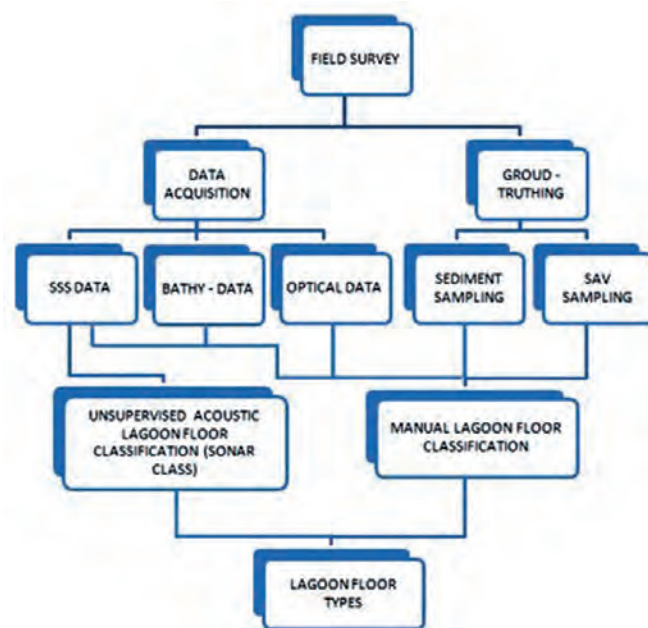 FIELD SURVEY
DATA
ACQUISITION
GROUD -
TRUTHING
SSS DATA
BATHY - DATA
OPTICAL DATA
SEDIMENT
SAMPLING
SAV
SAMPLING
UNSUPERVISED ACOUSTIC
LAGOON FLOOR
CLASSIFICATION (SONAR
CLASS)
MANUAL LAGOON FLOOR
CLASSIFICATION
LAGOON FLOOR
TYPES